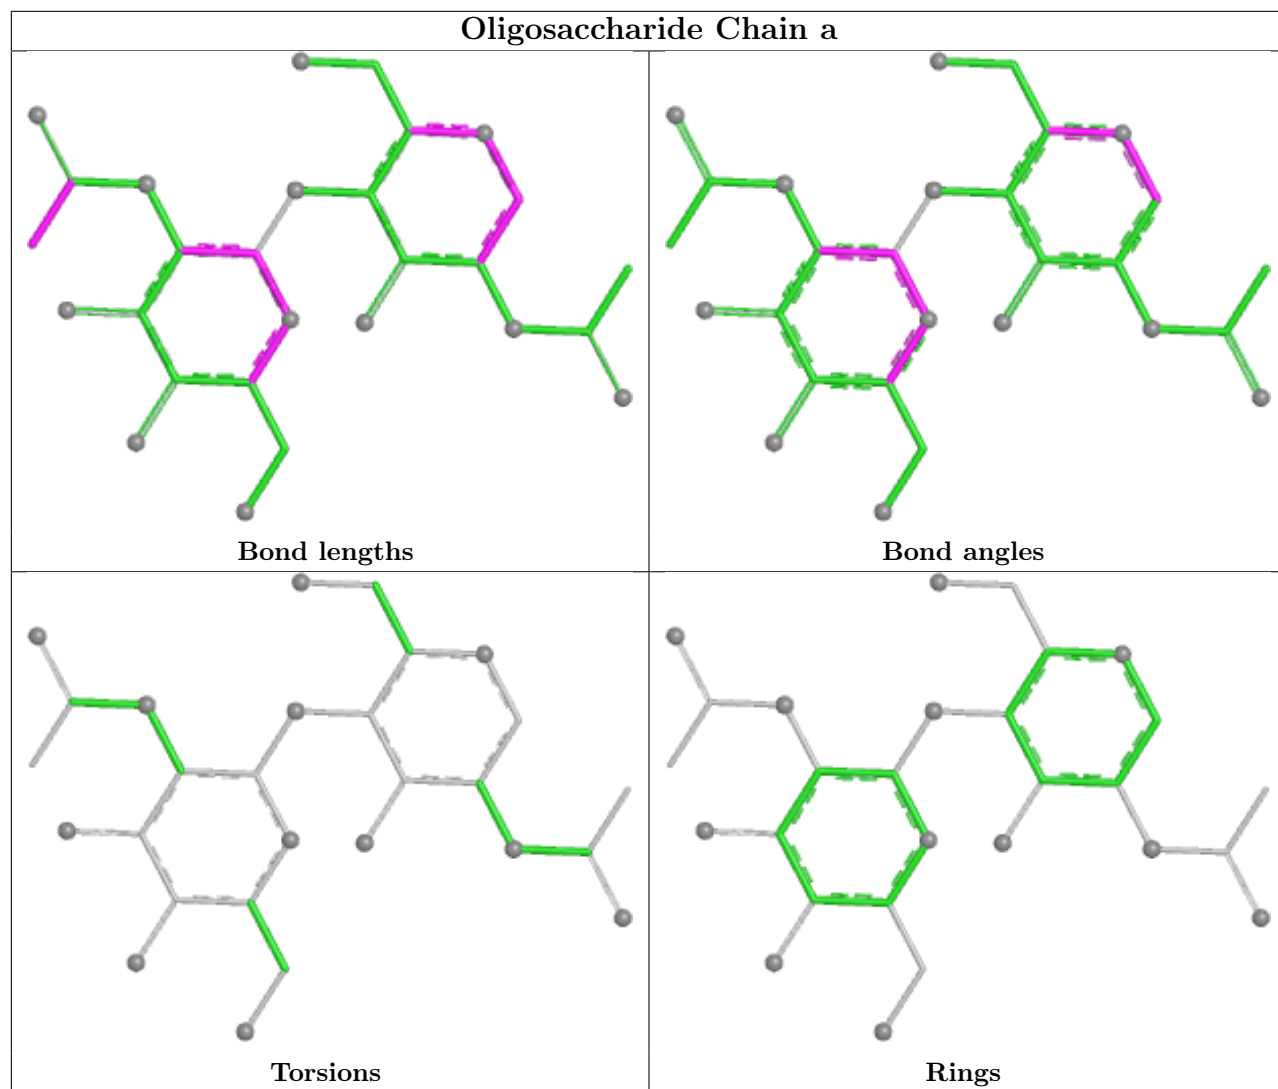 Oligosaccharide Chain a
Bond lengths
Bond angles
Torsions
Rings